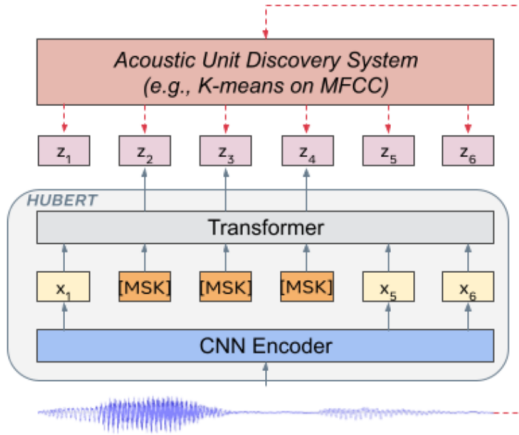 Acoustic Unit Discovery System
(e.g., K-means on MFCC)
z1 z2 z3 z4 z5 z6
HUBERT
Transformer
x1 [MSK] [MSK] [MSK] x5 x6
CNN Encoder